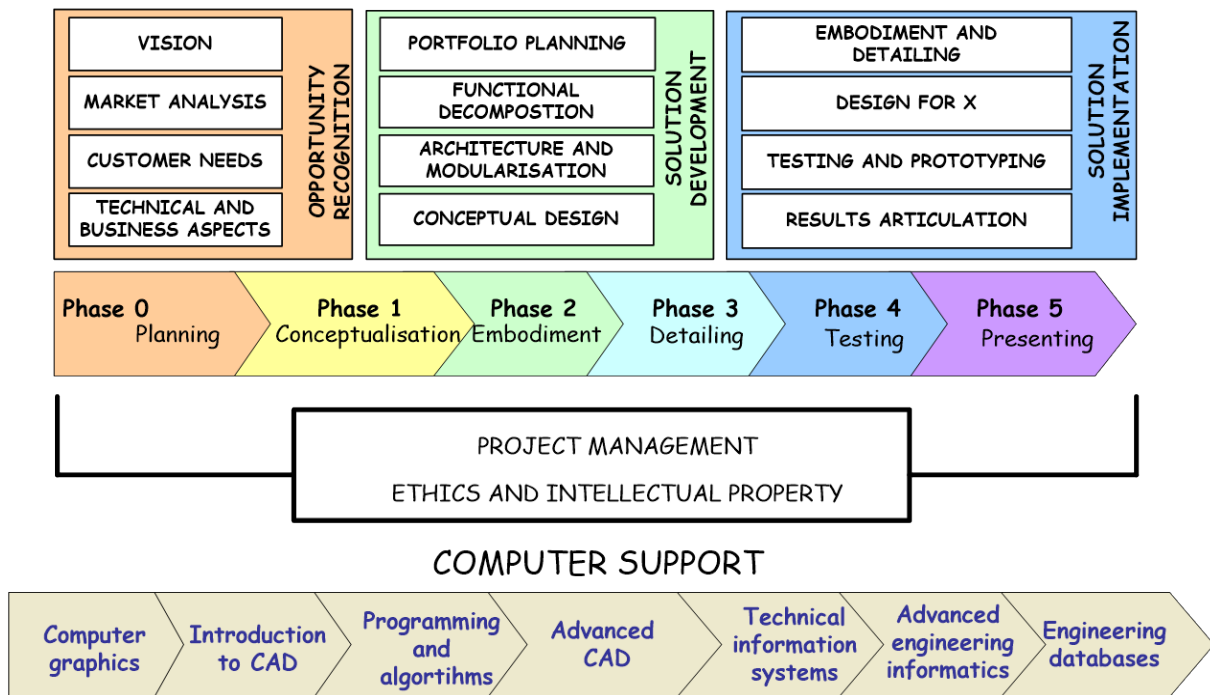 VISION
MARKET ANALYSIS
CUSTOMER NEEDS
TECHNICAL AND
BUSINESS ASPECTS
OPPORTUNITY
RECOGNITION
PORTFOLIO PLANNING
FUNCTIONAL
DECOMPOSTION
ARCHITECTURE AND
MODULARISATION
CONCEPTUAL DESIGN
SOLUTION
DEVELOPMENT
EMBODIMENT AND
DETAILING
DESIGN FOR X
TESTING AND PROTOTYPING
RESULTS ARTICULATION
SOLUTION
IMPLEMENTATION
Phase 0
Planning
Phase 1
Conceptualisation
Phase 2
Embodiment
Phase 3
Detailing
Phase 4
Testing
Phase 5
Presenting
PROJECT MANAGEMENT
ETHICS AND INTELLECTUAL PROPERTY
COMPUTER SUPPORT
Computer
graphics
Introduction
to CAD
Programming
and
algortihms
Advanced
CAD
Technical
information
systems
Advanced
engineering
informatics
Engineering
databases